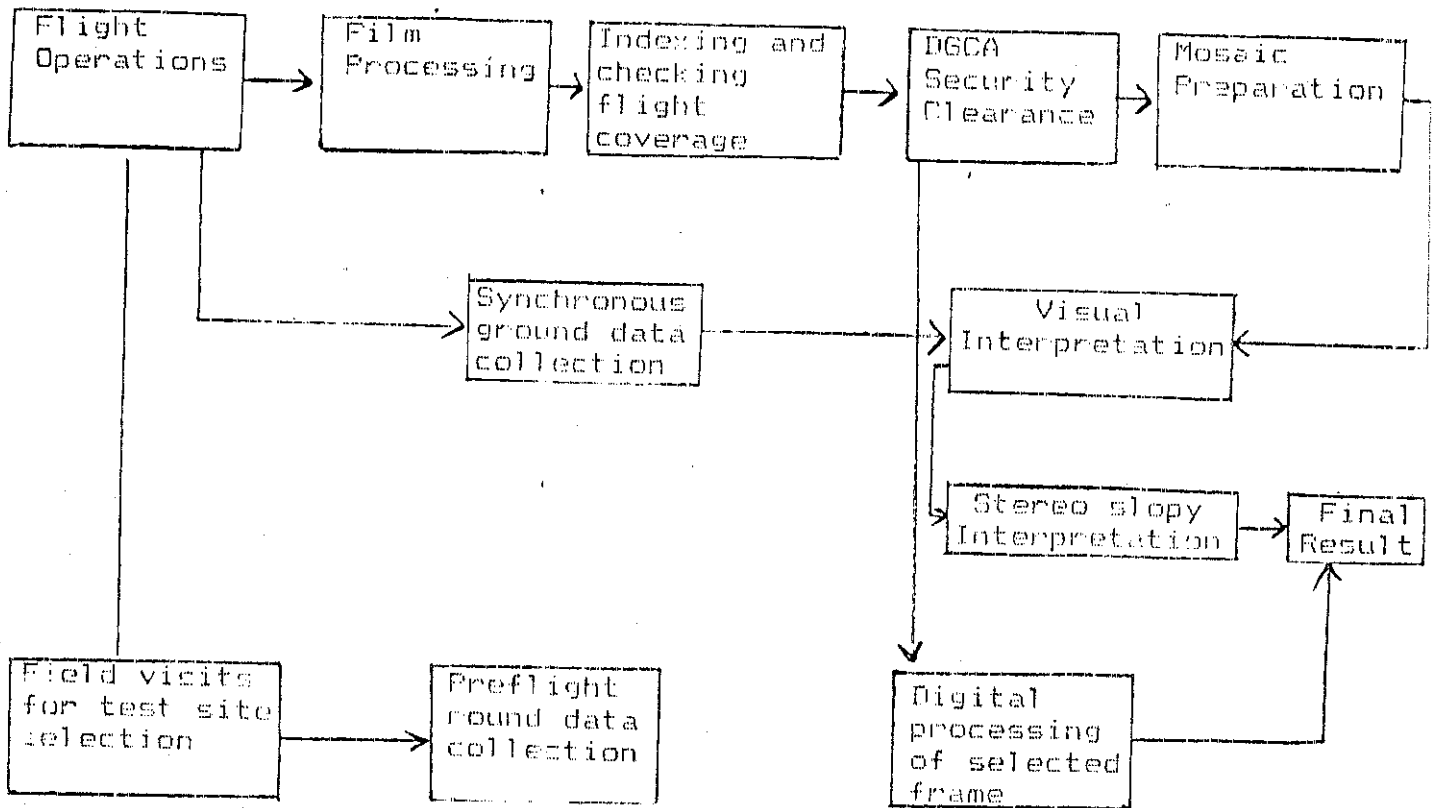 Flight
Operations
Film
Processing
Indexing and
checking
flight
coverage
DGCA
Security
Clearance
Mosaic
Preparation
Synchronous
ground data
collection
Visual
Interpretation
Stereo slopy
Interpretation
Final
Result
Field visits
for test site
selection
Preflight
round data
collection
Digital
processing
of selected
frame